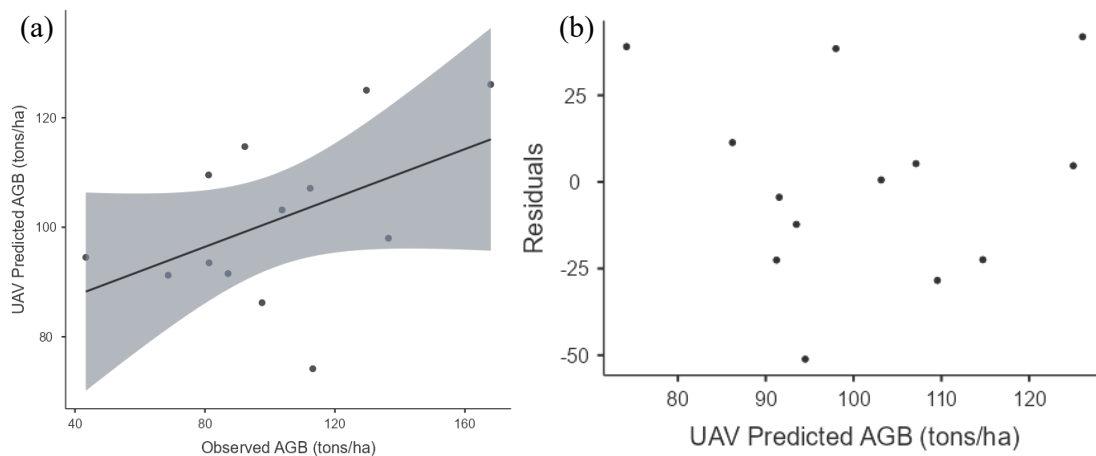 (a)
UAV Predicted AGB (tons/ha)
120
100
80
40
80
120
160
Observed AGB (tons/ha)
(b)
Residuals
25
0
-25
-50
80
90
100
110
120
UAV Predicted AGB (tons/ha)